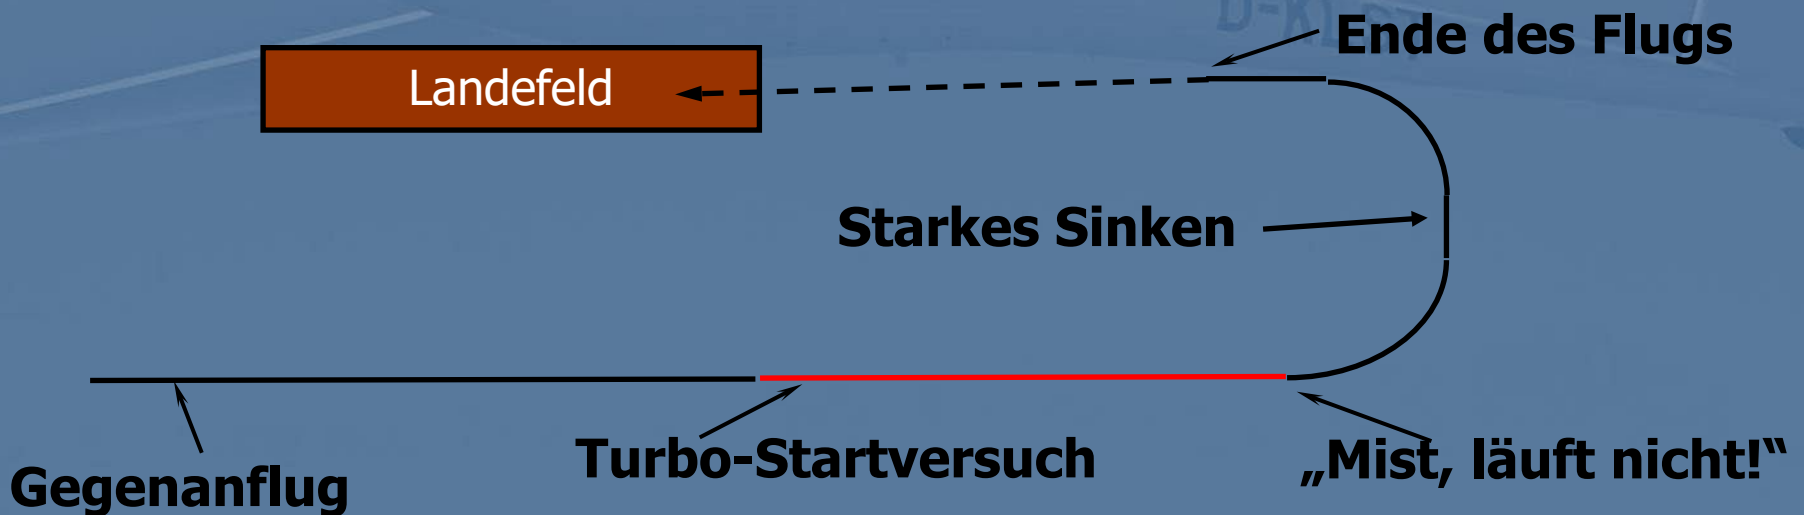 Ende des Flugs
Landefeld
Starkes Sinken
Turbo-Startversuch
„Mist, läuft nicht!“
Gegenanflug